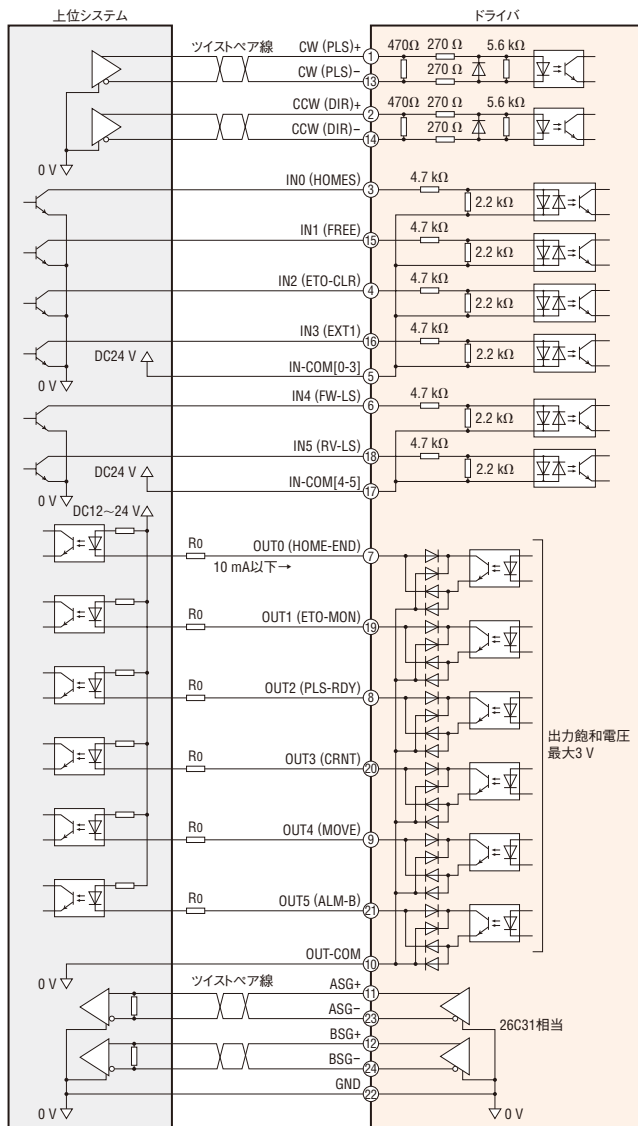 上位システム
ドライバ
ツイストペア線 CW (PLS)+ 1 470Ω 270 Ω 5.6 kΩ
CW (PLS)− 13 270 Ω
CCW (DIR)+ 2 470Ω 270 Ω 5.6 kΩ
CCW (DIR)− 14 270 Ω
0 V
IN0 (HOMES) 3 4.7 kΩ
2.2 kΩ
IN1 (FREE) 15 4.7 kΩ
2.2 kΩ
IN2 (ETO-CLR) 4 4.7 kΩ
2.2 kΩ
IN3 (EXT1) 16 4.7 kΩ
2.2 kΩ
DC24 V
IN-COM[0-3] 5
0 V
IN4 (FW-LS) 6 4.7 kΩ
2.2 kΩ
IN5 (RV-LS) 18 4.7 kΩ
2.2 kΩ
DC24 V
IN-COM[4-5] 17
0 V
DC12~24 V
R0 OUT0 (HOME-END) 7
10 mA以下→
R0 OUT1 (ETO-MON) 19
R0 OUT2 (PLS-RDY) 8
出力飽和電圧
最大3 V
R0 OUT3 (CRNT) 20
R0 OUT4 (MOVE) 9
R0 OUT5 (ALM-B) 21
OUT-COM 10
0 V
ツイストペア線 ASG+ 11
ASG− 23
26C31相当
BSG+ 12
BSG− 24
GND 22
0 V
0 V